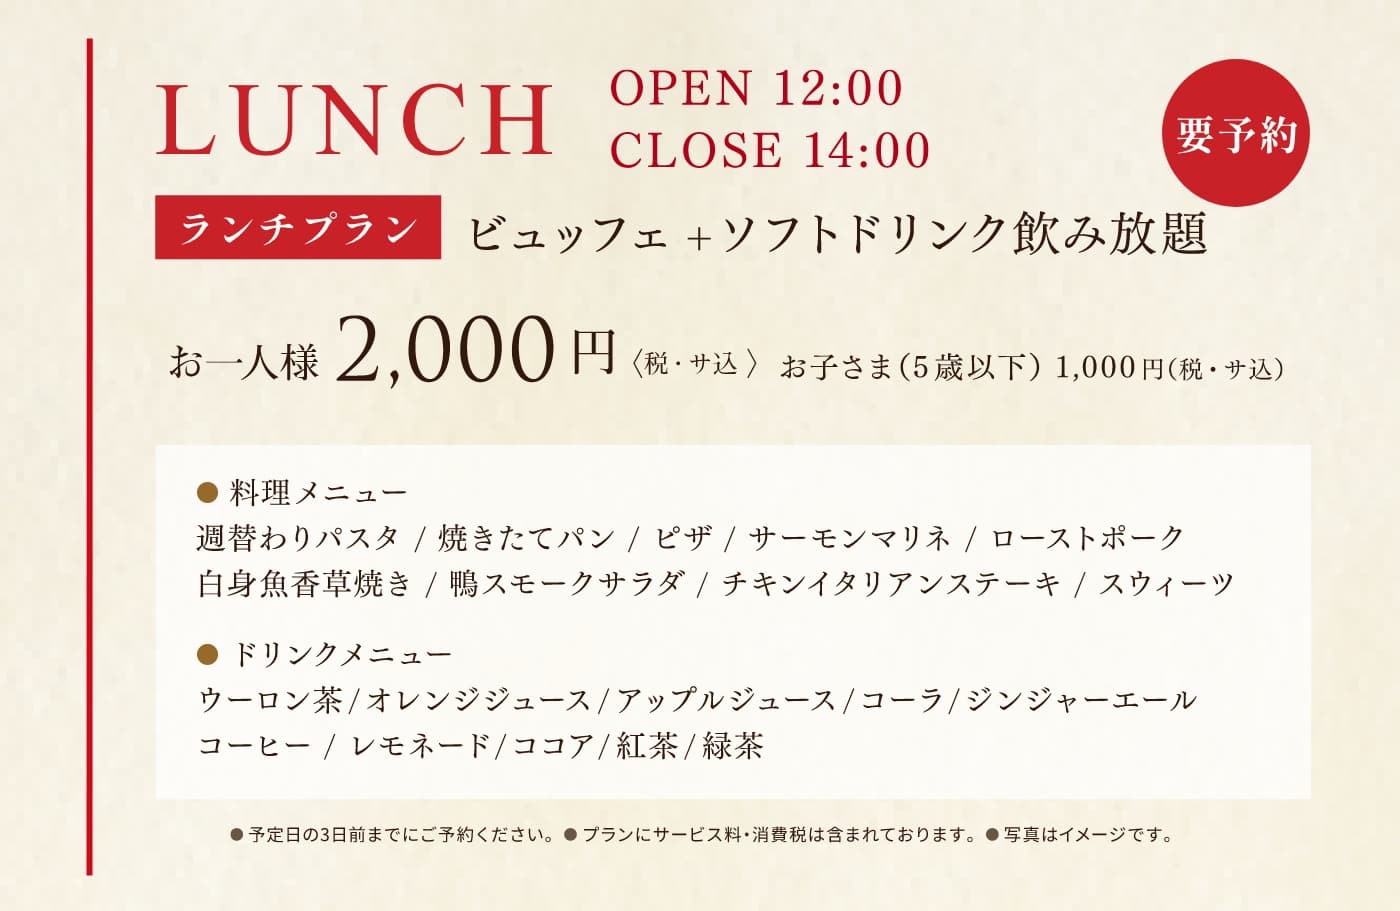 LUNCH
OPEN 12:00
CLOSE 14:00
要予約
ランチプラン ビュッフェ + ソフトドリンク飲み放題
お一人様 2,000 円〈税・サ込〉 お子さま(5歳以下) 1,000円(税・サ込)
● 料理メニュー
週替わりパスタ / 焼きたてパン / ピザ / サーモンマリネ / ローストポーク
白身魚香草焼き / 鴨スモークサラダ / チキンイタリアンステーキ / スウィーツ
● ドリンクメニュー
ウーロン茶/オレンジジュース/アップルジュース/コーラ/ジンジャーエール
コーヒー / レモネード/ココア/紅茶/緑茶
●予定日の3日前までにご予約ください。●プランにサービス料・消費税は含まれております。●写真はイメージです。